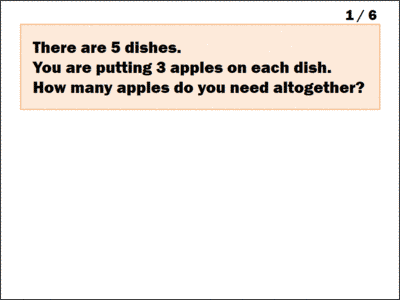 1 / 6
There are 5 dishes.
You are putting 3 apples on each dish.
How many apples do you need altogether?